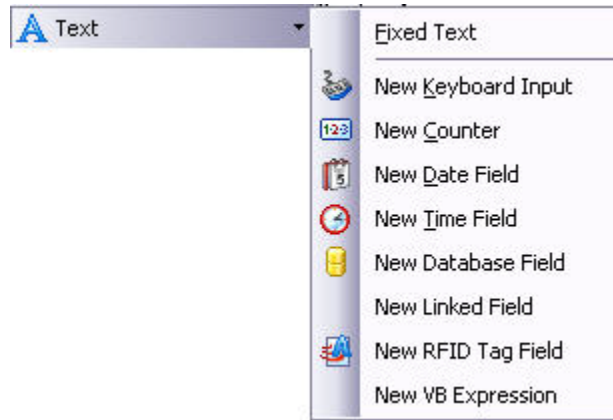 Text
Fixed Text
New Keyboard Input
New Counter
New Date Field
New Time Field
New Database Field
New Linked Field
New RFID Tag Field
New VB Expression